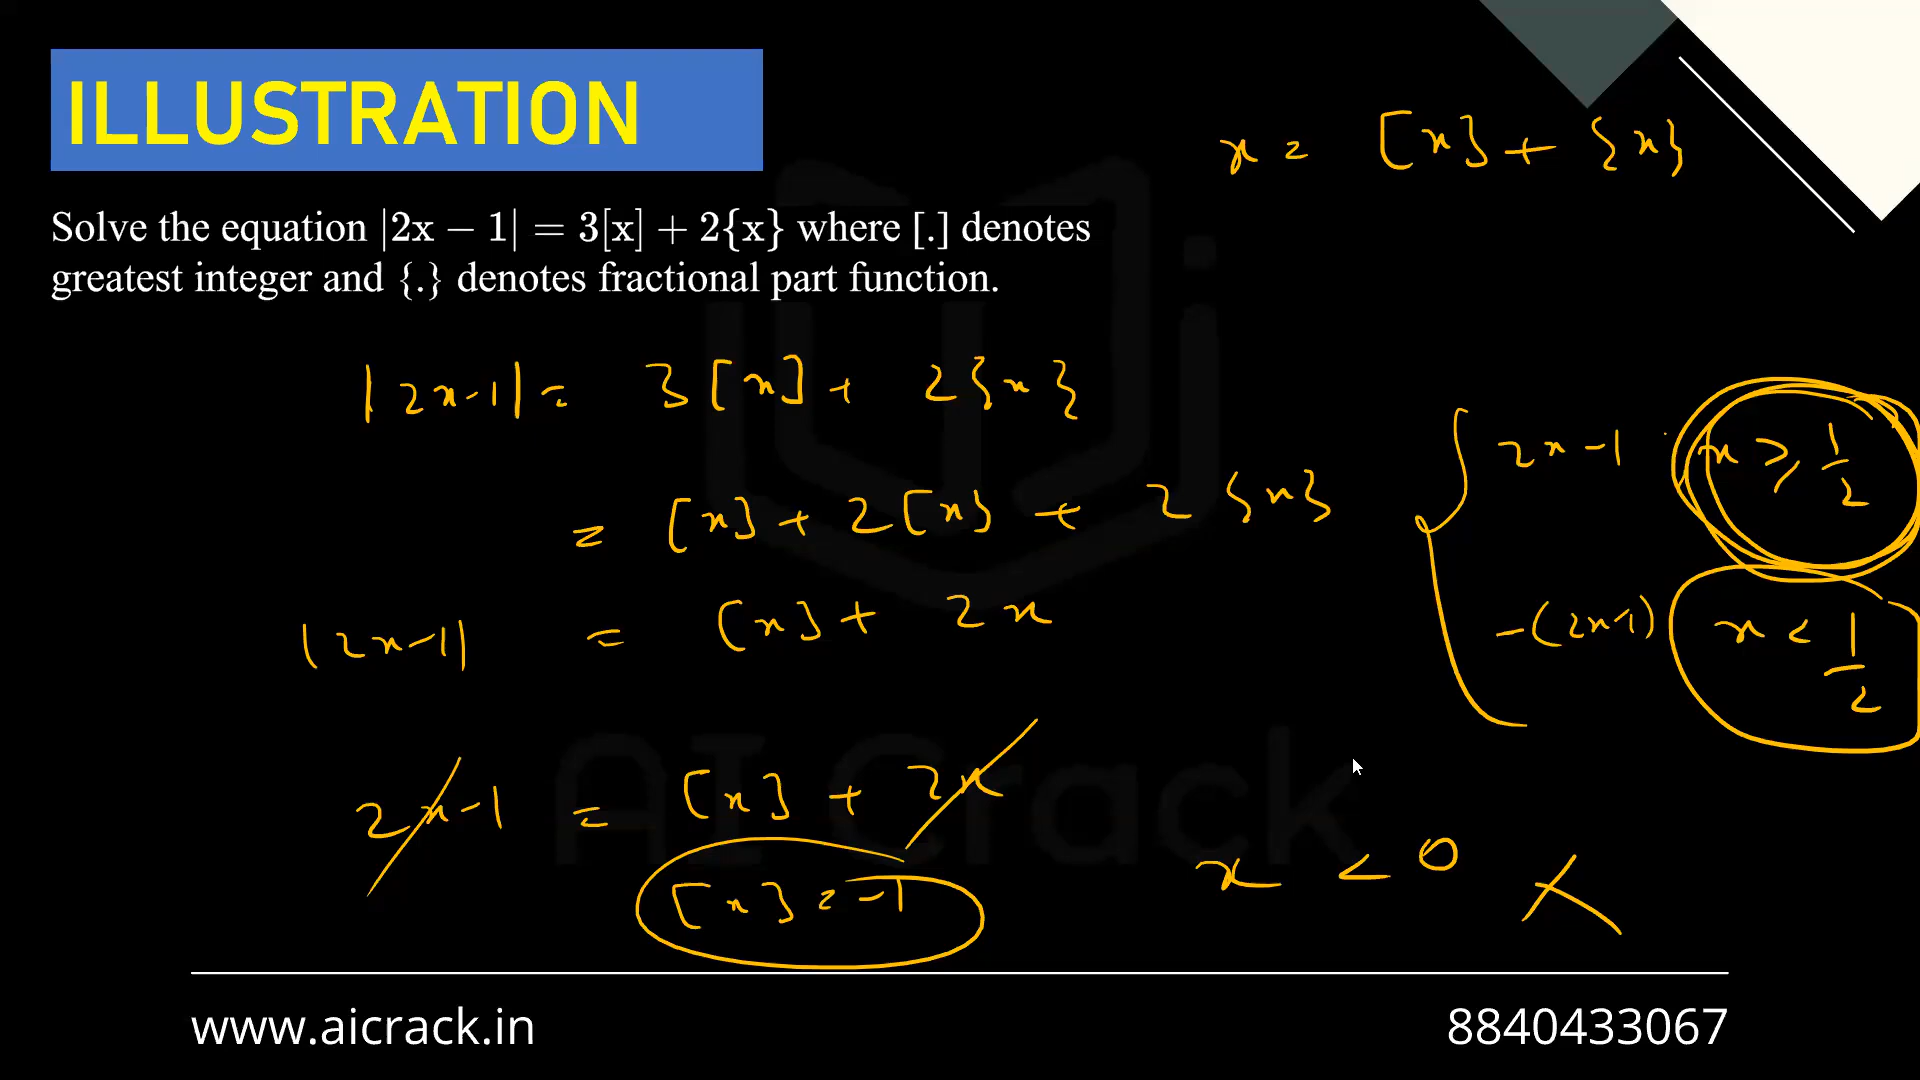 ILLUSTRATION
x = [x] + {x}
Solve the equation |2x − 1| = 3[x] + 2{x} where [.] denotes
greatest integer and {.} denotes fractional part function.
|2x-1| = 3[x] + 2{x}
= [x] + 2[x] + 2{x}
|2x-1| = [x] + 2x
2x-1 x ≥ 1/2
-(2x-1) x < 1/2
2x-1 = [x] + 2x
[x] = -1
x < 0 ×
AI Crack
www.aicrack.in
8840433067